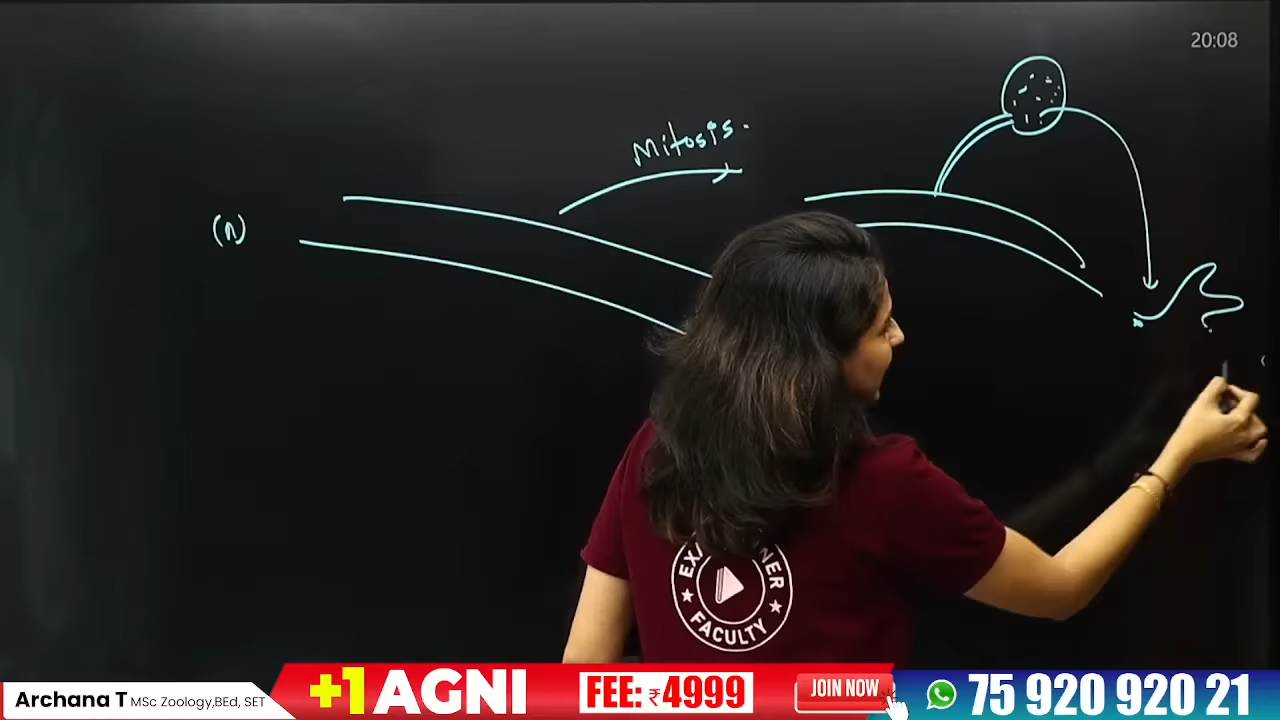 20:08
Mitosis.
(n)
FACULTY
Archana T MSc Zoology,BEd, SET
+1 AGNI
FEE: ₹4999
JOIN NOW
75 920 920 21